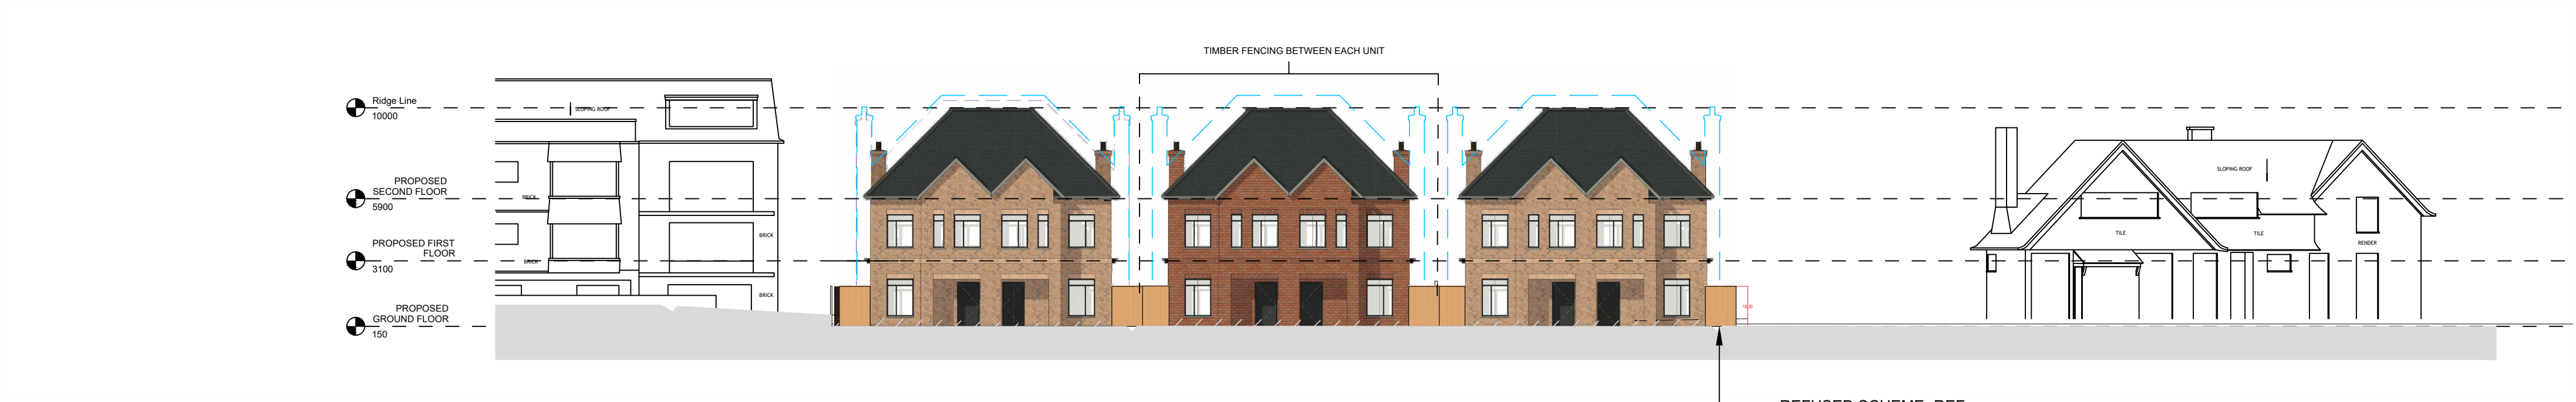 TIMBER FENCING BETWEEN EACH UNIT
Ridge Line
10000
PROPOSED
SECOND FLOOR
5900
PROPOSED FIRST
FLOOR
3100
PROPOSED
GROUND FLOOR
150
SLOPING ROOF
BRICK
BRICK
BRICK
BRICK
SLOPING ROOF
TILE
TILE
RENDER